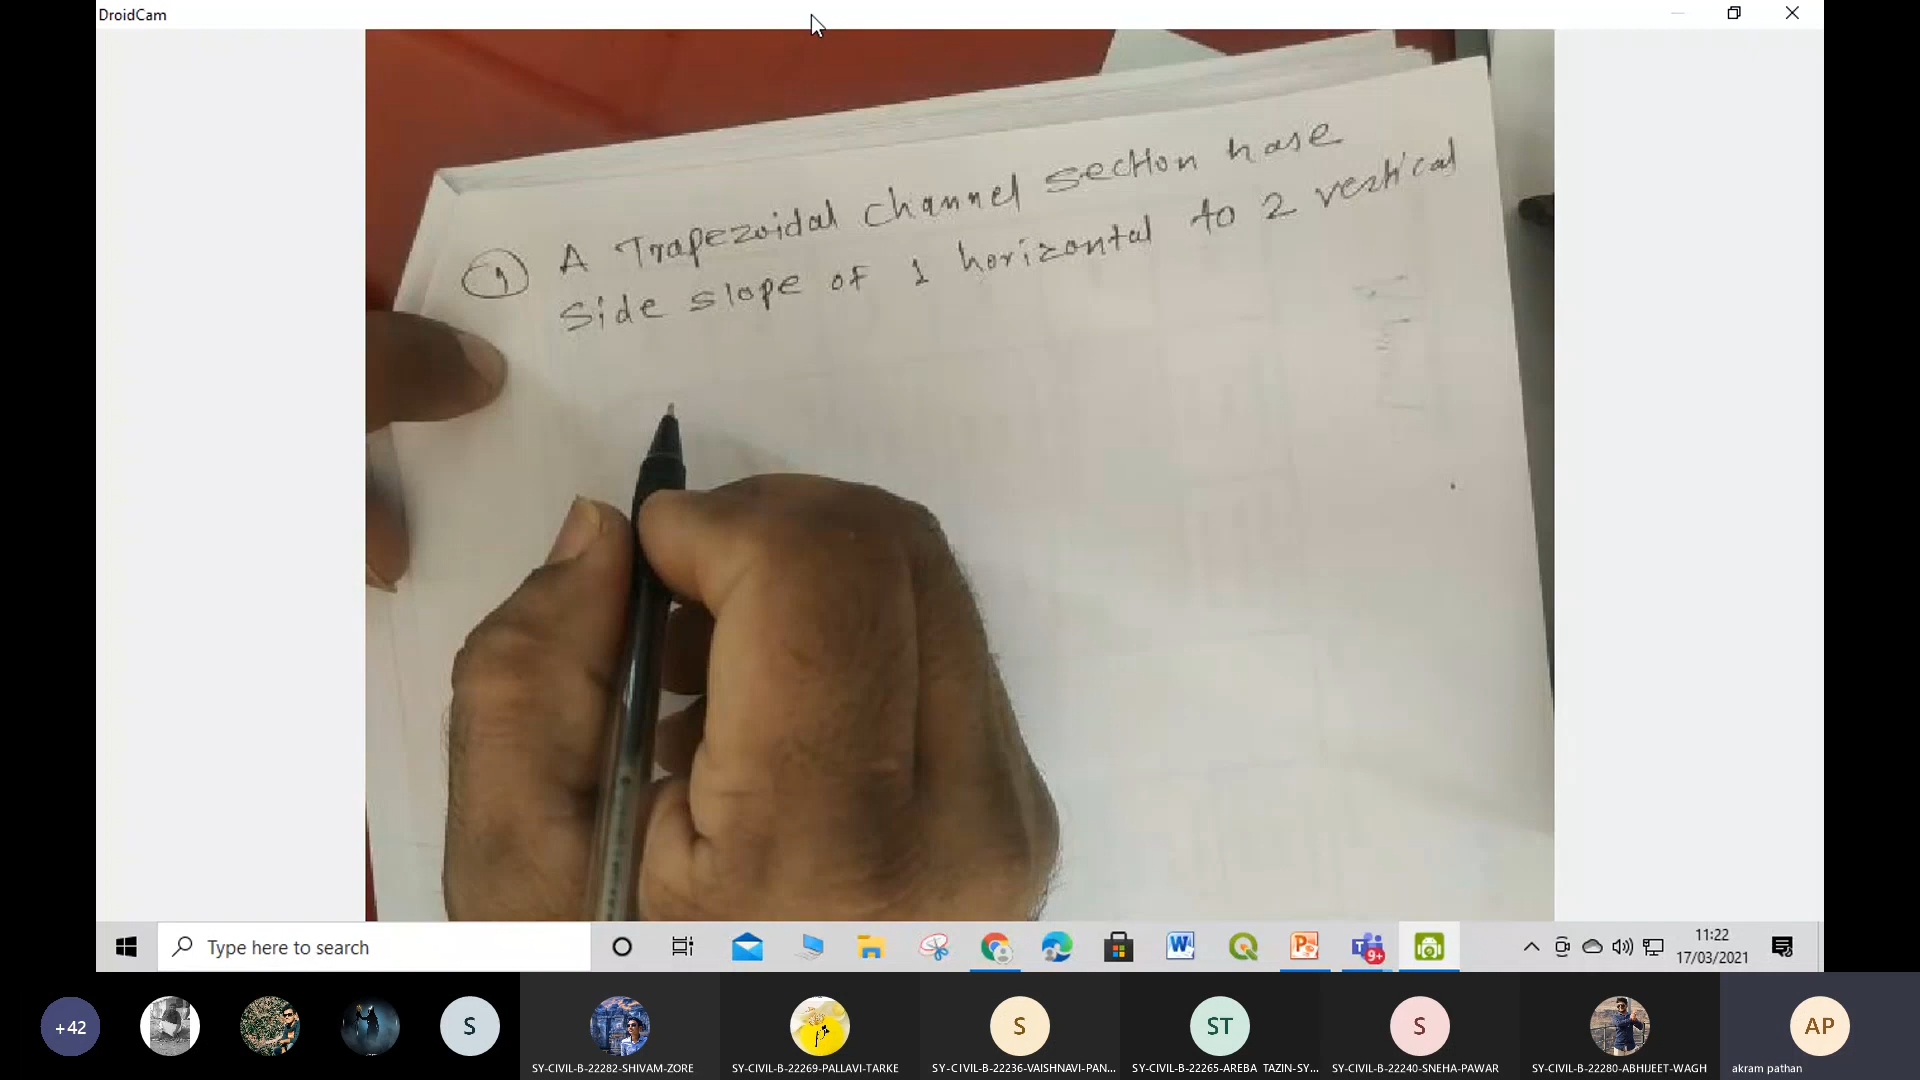 DroidCam
1 A Trapezoidal channel section hase
side slope of 1 horizontal to 2 vertical
Type here to search
9+
11:22
17/03/2021
+42
S
S
ST
S
AP
SY-CIVIL-B-22282-SHIVAM-ZORE
SY-CIVIL-B-22269-PALLAVI-TARKE
SY-CIVIL-B-22236-VAISHNAVI-PAN...
SY-CIVIL-B-22265-AREBA TAZIN-SY...
SY-CIVIL-B-22240-SNEHA-PAWAR
SY-CIVIL-B-22280-ABHIJEET-WAGH
akram pathan